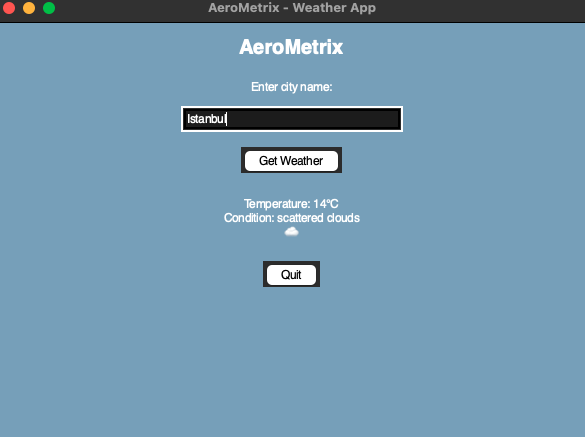 AeroMetrix - Weather App
AeroMetrix
Enter city name:
Istanbul
Get Weather
Temperature: 14°C
Condition: scattered clouds
Quit